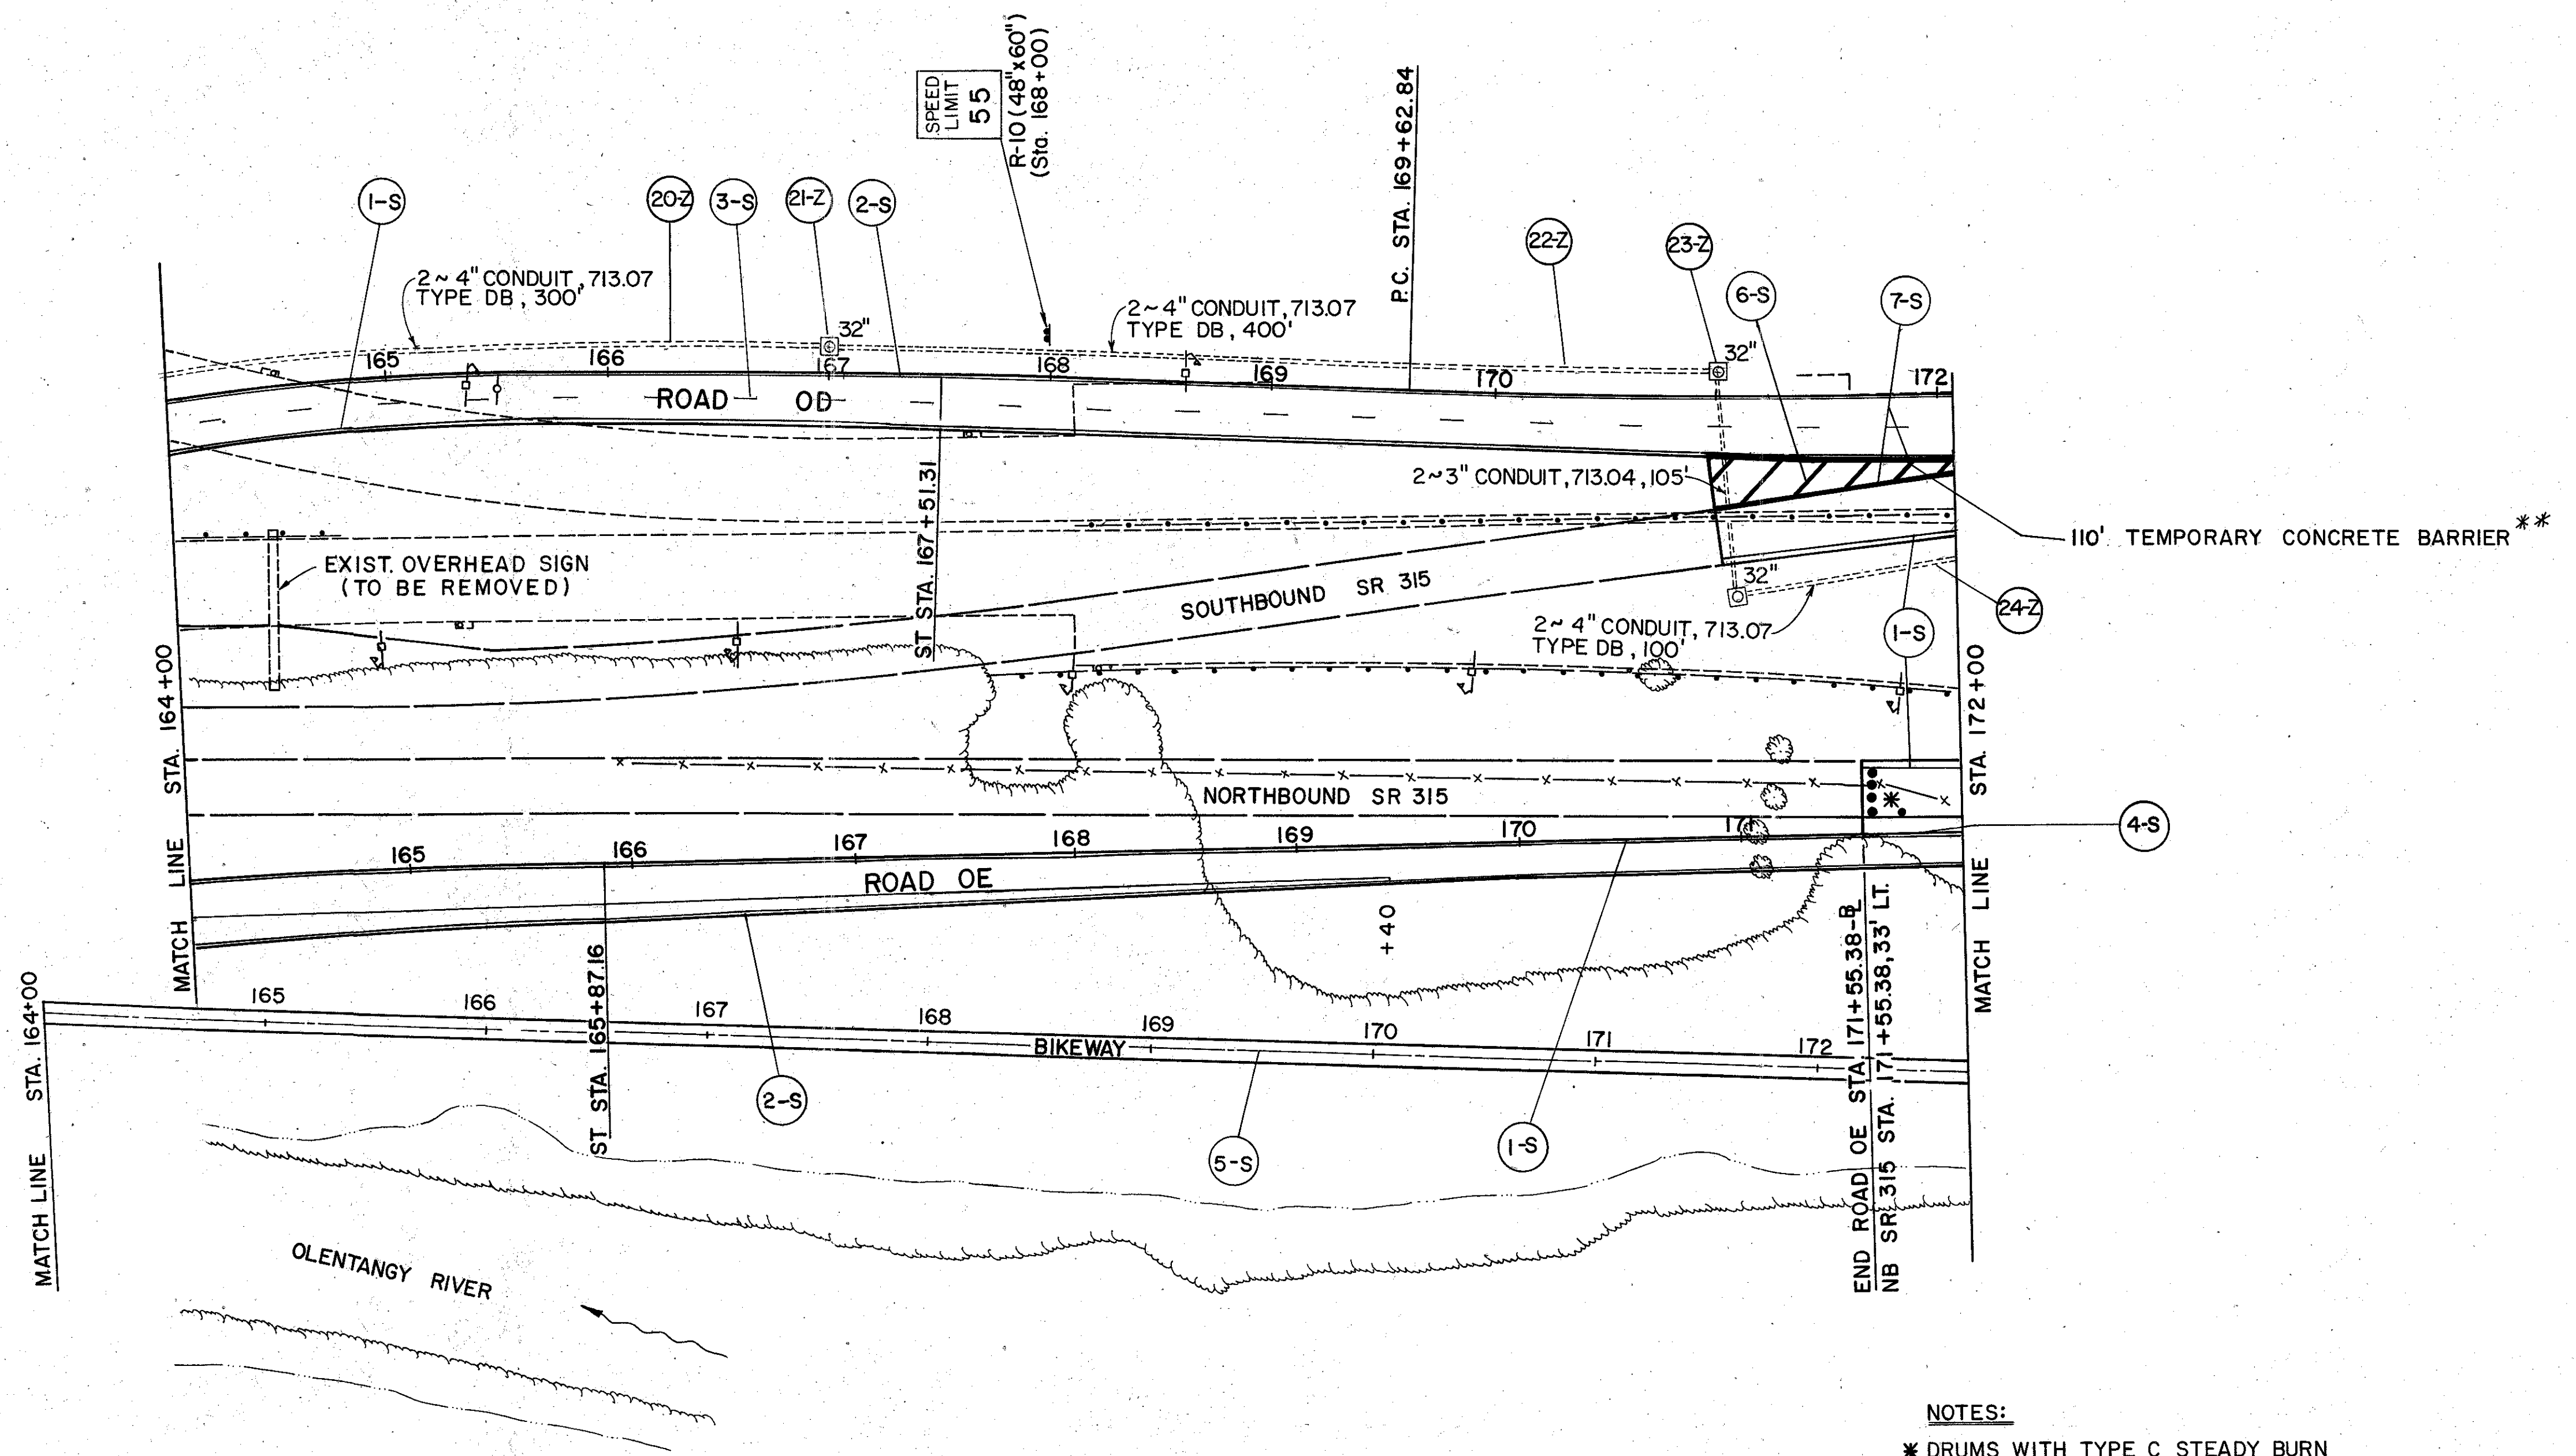 SPEED
LIMIT
55
R-10 (48"x60")
(Sta. 168+00)
P.C. STA. 169+62.84
1-S
20-Z
3-S
21-Z
2-S
22-Z
23-Z
6-S
7-S
2~4" CONDUIT, 713.07
TYPE DB, 300'
32"
2~4" CONDUIT, 713.07
TYPE DB, 400'
32"
165
166
167
168
169
170
172
ROAD OD
2~3" CONDUIT, 713.04, 105'
110' TEMPORARY CONCRETE BARRIER **
EXIST. OVERHEAD SIGN
(TO BE REMOVED)
ST STA. 167+51.31
SOUTHBOUND SR 315
32"
2~4" CONDUIT, 713.07
TYPE DB, 100'
24-Z
1-S
MATCH LINE STA. 164+00
MATCH LINE STA. 172+00
NORTHBOUND SR 315
*
4-S
165
166
167
168
169
170
171
ROAD OE
+40
ST STA. 165+87.16
END ROAD OE STA. 171+55.38-BL
NB SR 315 STA. 171+55.38, 33' LT.
MATCH LINE STA. 164+00
165
166
167
168
169
170
171
172
BIKEWAY
2-S
5-S
1-S
OLENTANGY RIVER
NOTES:
* DRUMS WITH TYPE C STEADY BURN